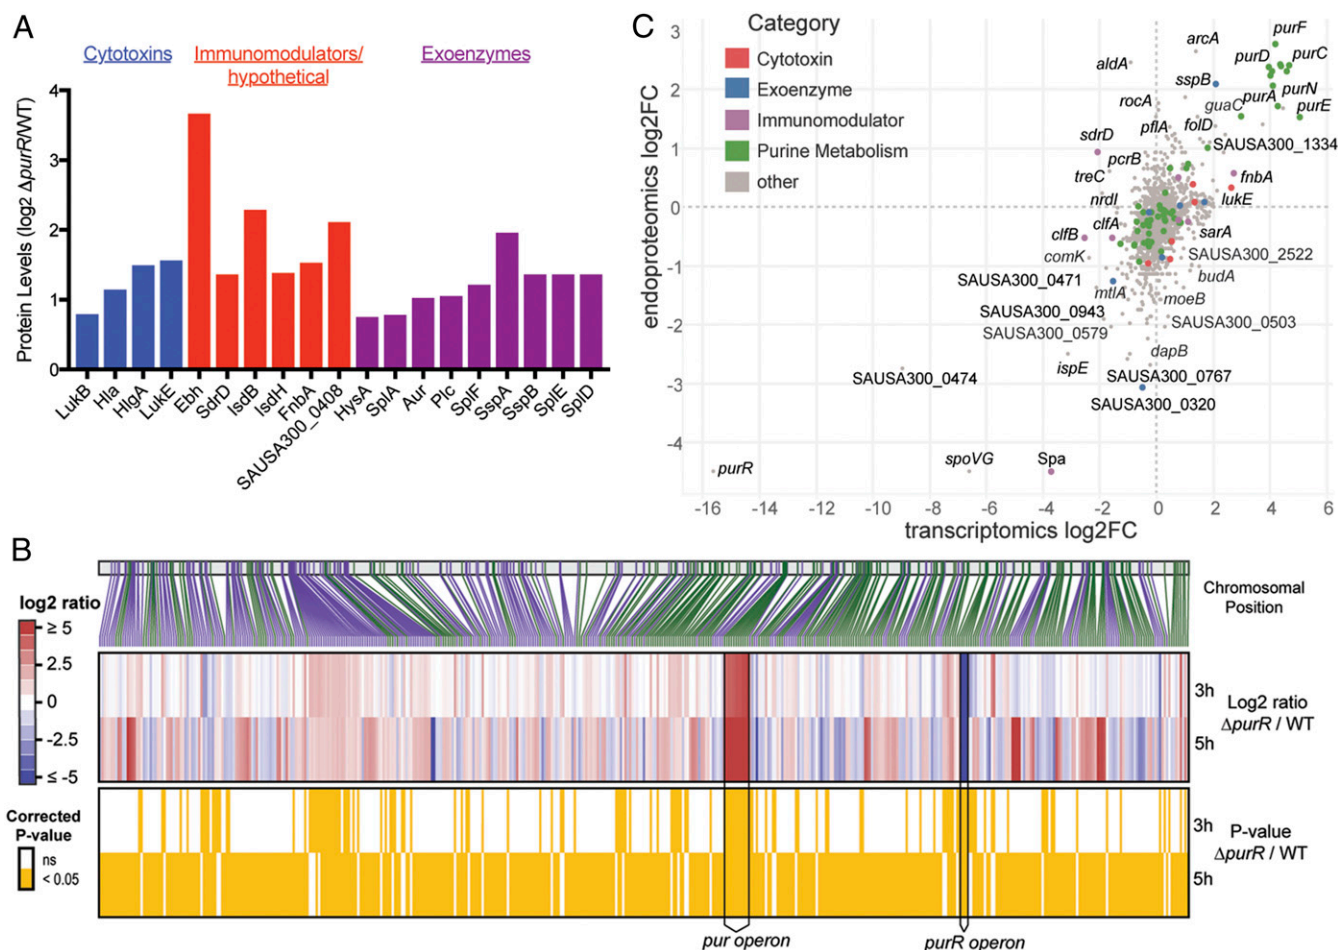 A
Cytotoxins
Immunomodulators/
hypothetical
Exoenzymes
Protein Levels (log2 ΔpurR/WT)
4
3
2
1
0
LukB
Hla
HlgA
LukE
Ebh
SdrD
IsdB
IsdH
FnbA
SAUSA300_0408
HysA
SplA
Aur
Plc
SplF
SspA
SspB
SplE
SplD
C
Category
Cytotoxin
Exoenzyme
Immunomodulator
Purine Metabolism
other
endoproteomics log2FC
3
2
1
0
-1
-2
-3
-4
purF
arcA
purD
purC
aldA
sspB
purA
purN
rocA
guaC
purE
pflA
folD
sdrD
SAUSA300_1334
pcrB
treC
fnbA
nrdI
lukE
clfA
clfB
sarA
comK
SAUSA300_2522
SAUSA300_0471
budA
mtlA
moeB
SAUSA300_0943
SAUSA300_0503
SAUSA300_0579
dapB
ispE
SAUSA300_0474
SAUSA300_0767
SAUSA300_0320
purR
spoVG
Spa
-16 -14 -12 -10 -8 -6 -4 -2 0 2 4 6
transcriptomics log2FC
B
Chromosomal
Position
log2 ratio
≥ 5
2.5
0
-2.5
≤ -5
3h
5h
Log2 ratio
ΔpurR / WT
Corrected
P-value
ns
< 0.05
3h
5h
P-value
ΔpurR / WT
pur operon
purR operon